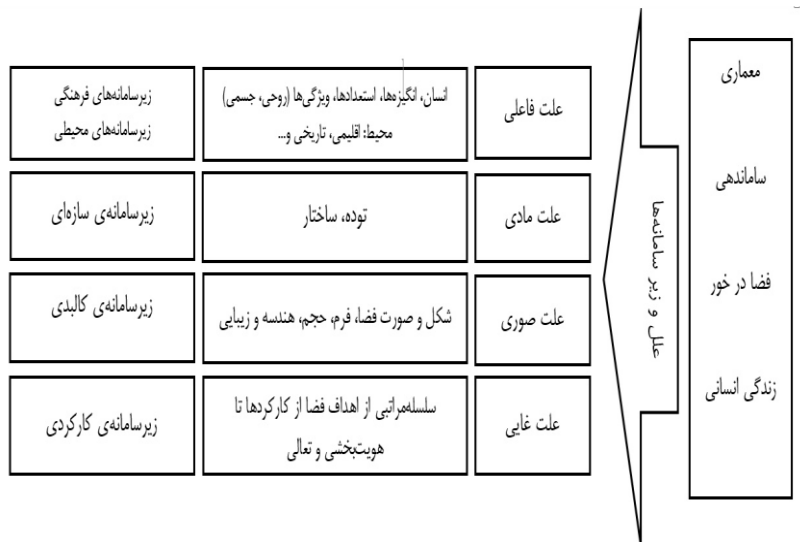 معماری
ساماندهی
فضا در خور
زندگی انسانی
علل و زیر سامانه‌ها
علت فاعلی
انسان، انگیزه‌ها، استعدادها، ویژگی‌ها (روحی، جسمی)
محیط: اقلیمی، تاریخی و...
زیرسامانه‌های فرهنگی
زیرسامانه‌های محیطی
علت مادی
توده، ساختار
زیرسامانه‌ی سازه‌ای
علت صوری
شکل و صورت فضا، فرم، حجم، هندسه و زیبایی
زیرسامانه‌ی کالبدی
علت غایی
سلسله‌مراتبی از اهداف فضا از کارکردها تا
هویت‌بخشی و تعالی
زیرسامانه‌ی کارکردی